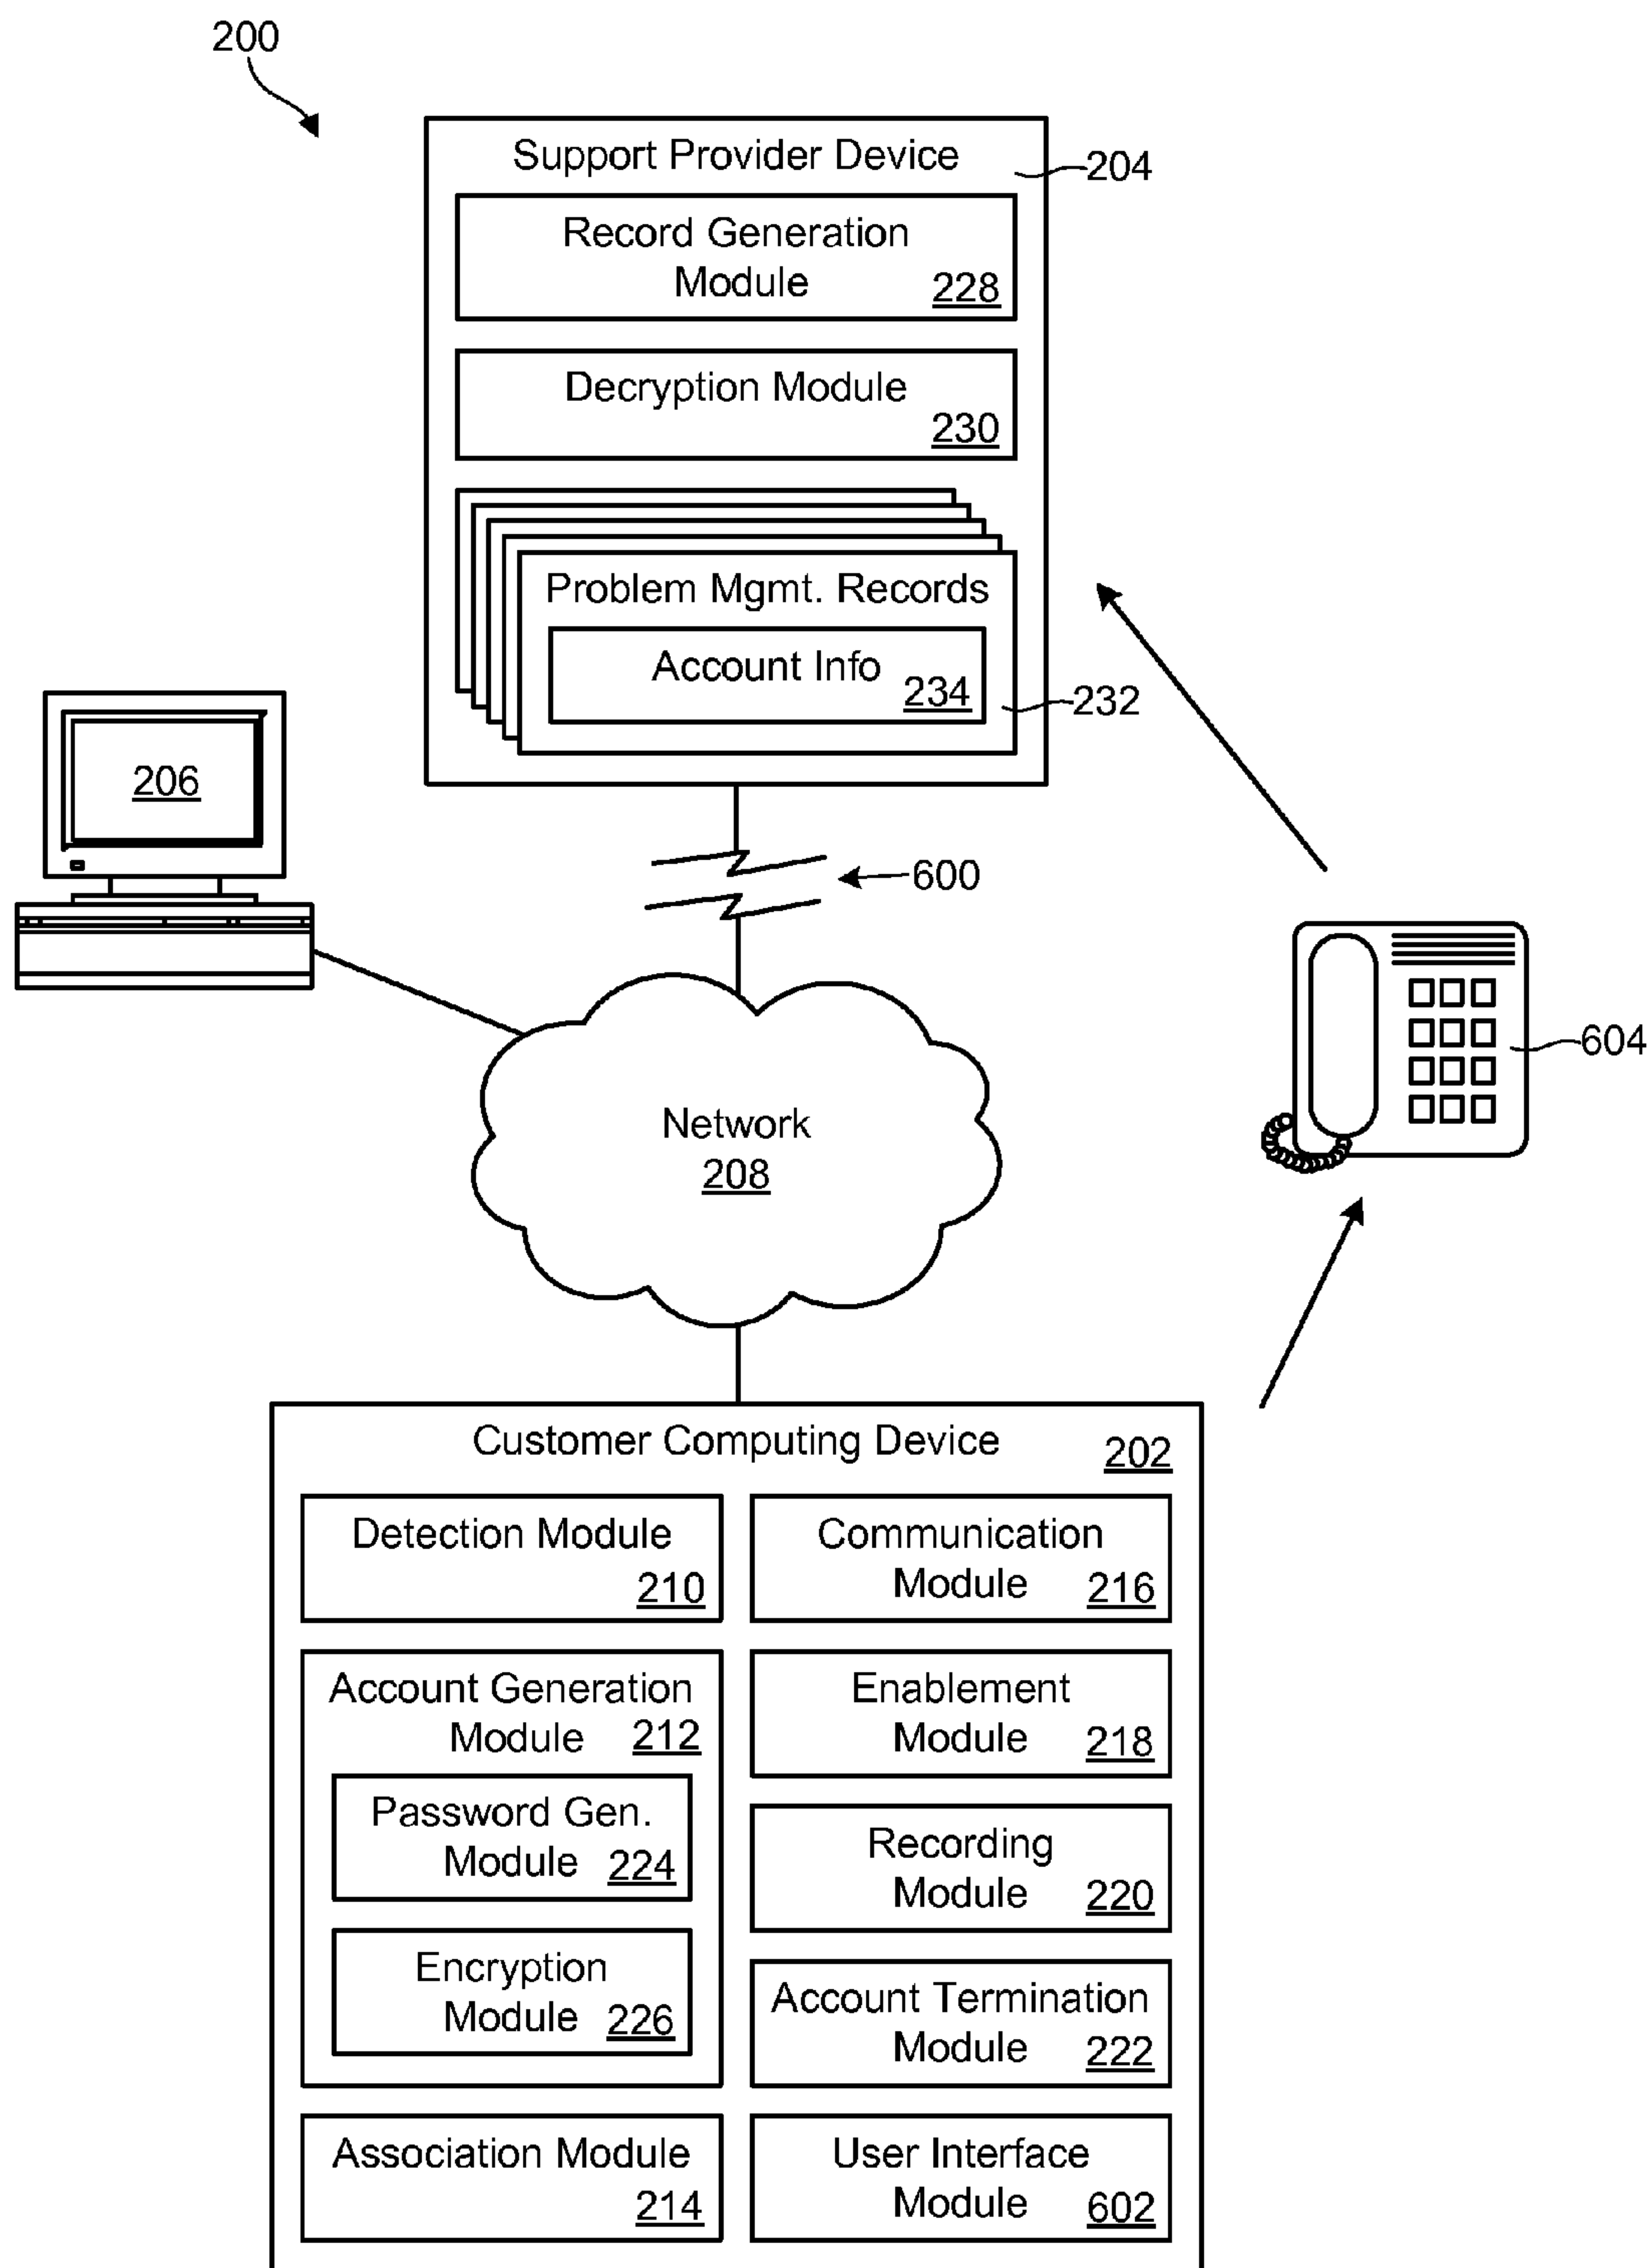 200
Support Provider Device
204
Record Generation
Module 228
Decryption Module
230
Problem Mgmt. Records
Account Info
234
232
206
600
604
Network
208
Customer Computing Device 202
Detection Module
210
Communication
Module 216
Account Generation
Module 212
Password Gen.
Module 224
Encryption
Module 226
Enablement
Module 218
Recording
Module 220
Account Termination
Module 222
Association Module
214
User Interface
Module 602